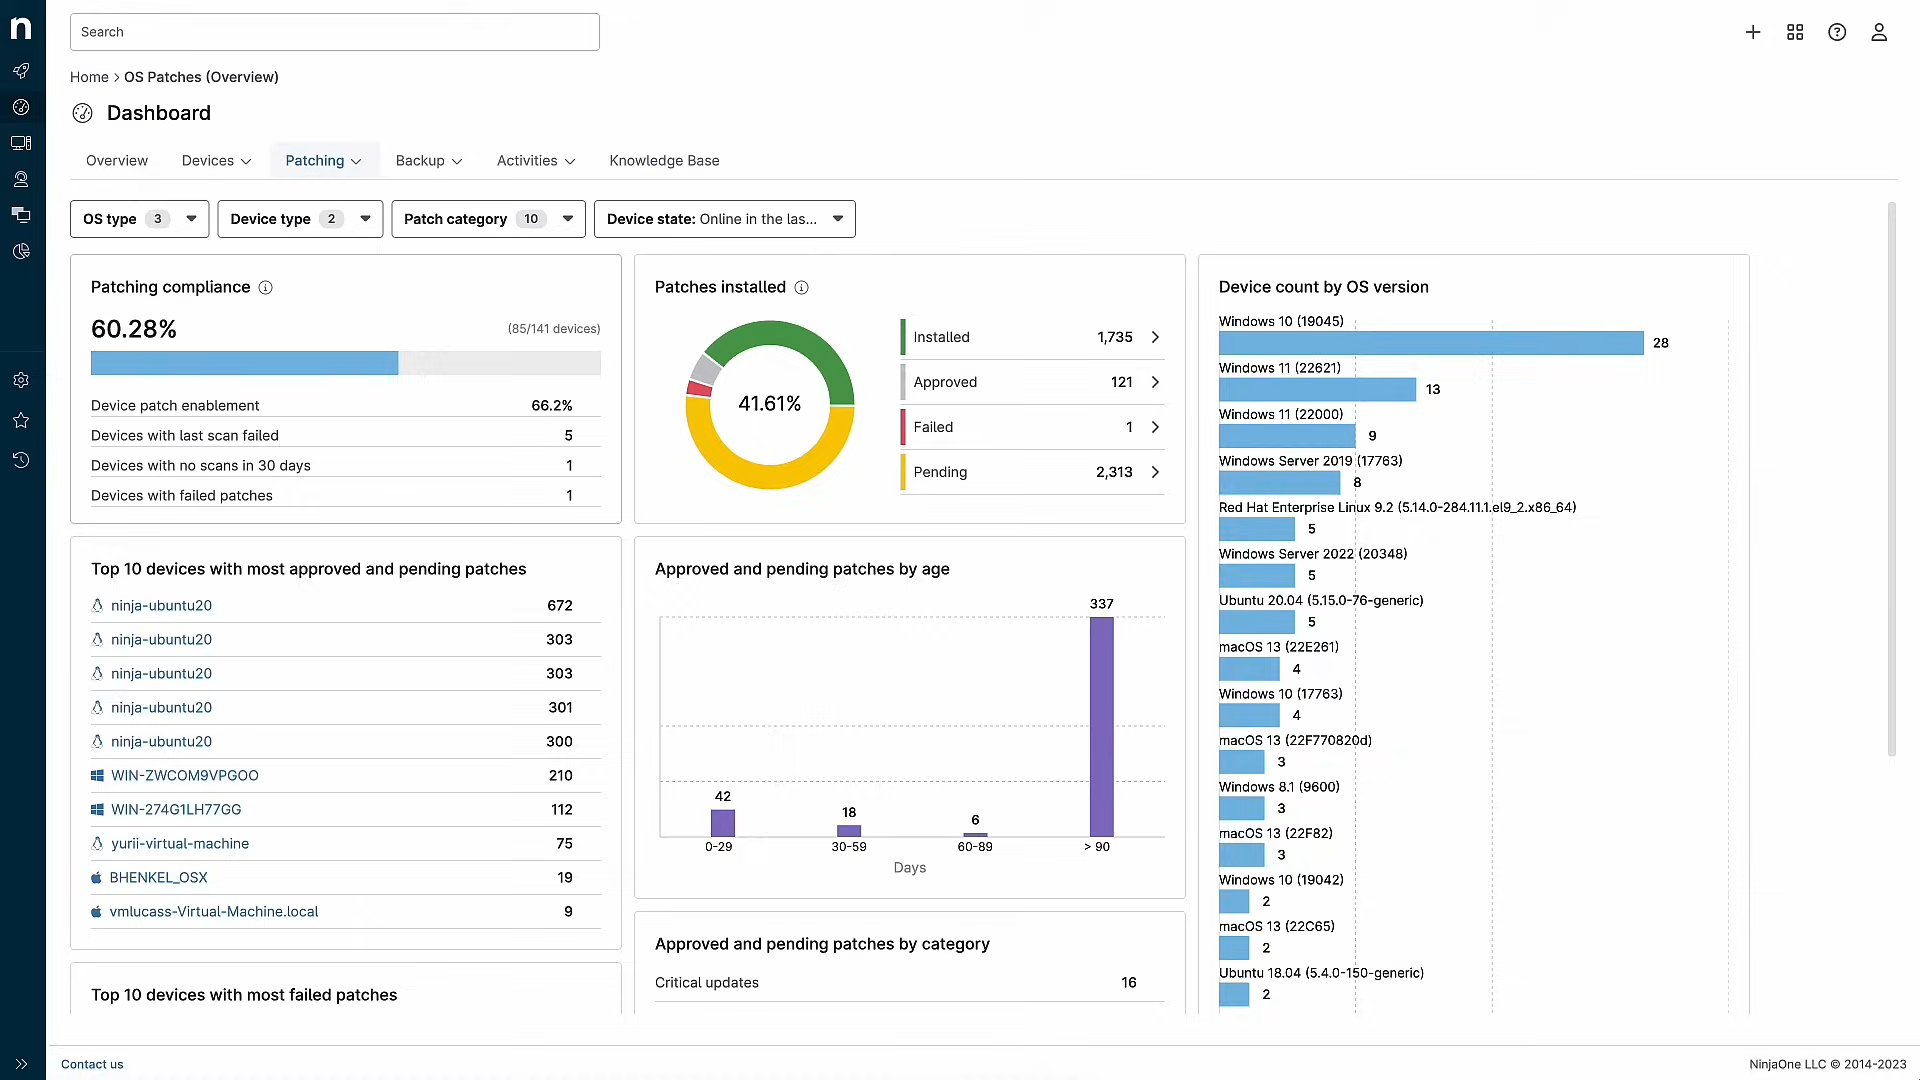 n
Search
Home > OS Patches (Overview)
Dashboard
Overview
Devices
Patching
Backup
Activities
Knowledge Base
OS type 3
Device type 2
Patch category 10
Device state: Online in the las...
Patching compliance
60.28%
(85/141 devices)
Device patch enablement 66.2%
Devices with last scan failed 5
Devices with no scans in 30 days 1
Devices with failed patches 1
Patches installed
41.61%
Installed 1,735
Approved 121
Failed 1
Pending 2,313
Device count by OS version
Windows 10 (19045)
28
Windows 11 (22621)
13
Windows 11 (22000)
9
Windows Server 2019 (17763)
8
Red Hat Enterprise Linux 9.2 (5.14.0-284.11.1.el9_2.x86_64)
5
Windows Server 2022 (20348)
5
Ubuntu 20.04 (5.15.0-76-generic)
5
macOS 13 (22E261)
4
Windows 10 (17763)
4
macOS 13 (22F770820d)
3
Windows 8.1 (9600)
3
macOS 13 (22F82)
3
Windows 10 (19042)
2
macOS 13 (22C65)
2
Ubuntu 18.04 (5.4.0-150-generic)
2
Top 10 devices with most approved and pending patches
ninja-ubuntu20 672
ninja-ubuntu20 303
ninja-ubuntu20 303
ninja-ubuntu20 301
ninja-ubuntu20 300
WIN-ZWCOM9VPGOO 210
WIN-274G1LH77GG 112
yurii-virtual-machine 75
BHENKEL_OSX 19
vmlucass-Virtual-Machine.local 9
Approved and pending patches by age
337
42
18
6
0-29
30-59
60-89
> 90
Days
Approved and pending patches by category
Critical updates 16
Top 10 devices with most failed patches
Contact us
NinjaOne LLC © 2014-2023